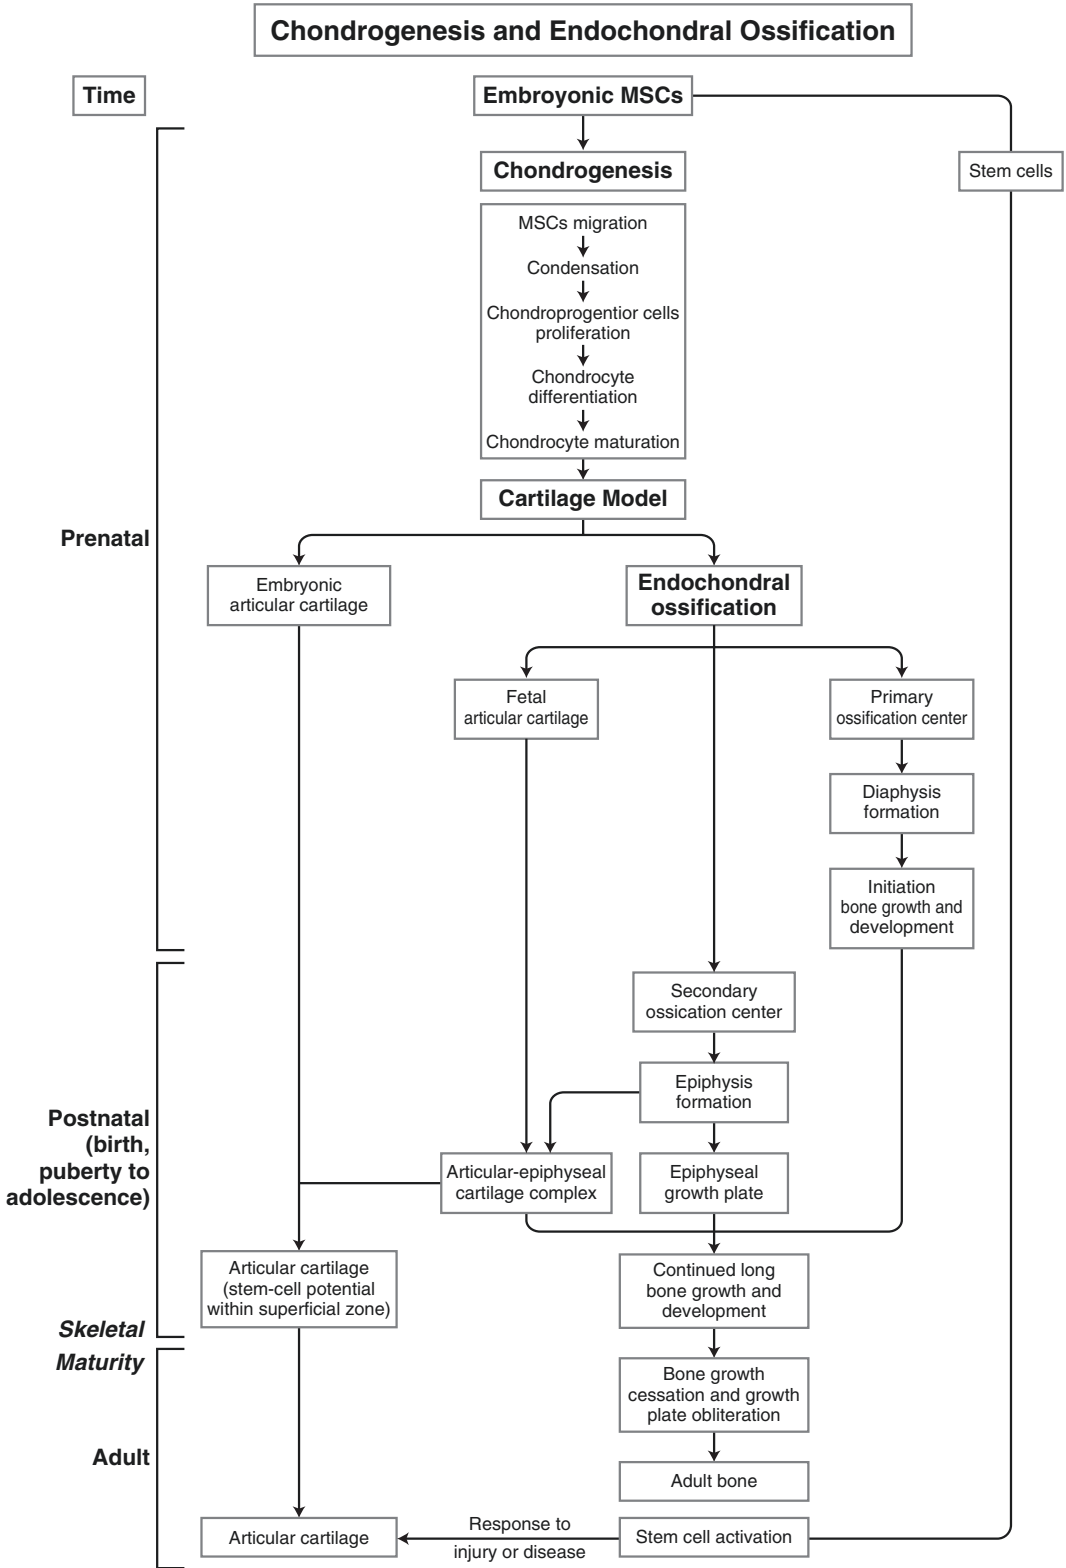 Chondrogenesis and Endochondral Ossification
Time
Embroyonic MSCs
Chondrogenesis
Stem cells
MSCs migration
Condensation
Chondroprogentior cells
proliferation
Chondrocyte
differentiation
Chondrocyte maturation
Cartilage Model
Prenatal
Embryonic
articular cartilage
Endochondral
ossification
Fetal
articular cartilage
Primary
ossification center
Diaphysis
formation
Initiation
bone growth and
development
Secondary
ossication center
Epiphysis
formation
Postnatal
(birth,
puberty to
adolescence)
Articular-epiphyseal
cartilage complex
Epiphyseal
growth plate
Articular cartilage
(stem-cell potential
within superficial zone)
Continued long
bone growth and
development
Skeletal
Maturity
Bone growth
cessation and growth
plate obliteration
Adult
Adult bone
Articular cartilage
Response to
injury or disease
Stem cell activation